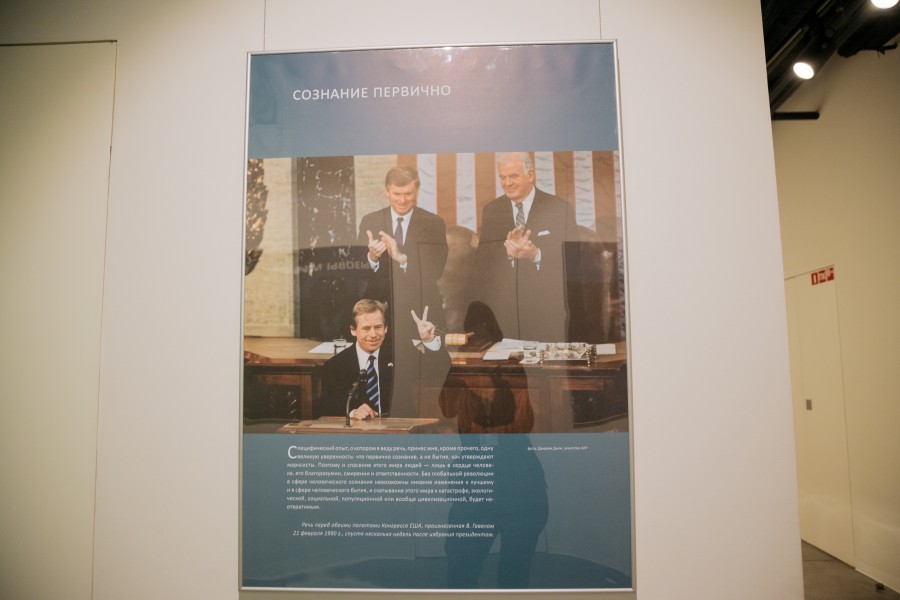 СОЗНАНИЕ ПЕРВИЧНО
Специфический опыт, о котором я веду речь, принес мне, кроме прочего, одну
великую уверенность: что первично сознание, а не бытие, как утверждают
марксисты. Поэтому и спасение этого мира людей — лишь в сердце челове-
ка, его благоразумии, смирении и ответственности. Без глобальной революции
в сфере человеческого сознания невозможны никакие изменения к лучшему
и в сфере человеческого бытия, и скатывание этого мира к катастрофе, экологи-
ческой, социальной, популяционной или вообще цивилизационной, будет не-
отвратимым.
Речь перед обеими палатами Конгресса США, произнесенная В. Гавелом
21 февраля 1990 г., спустя несколько недель после избрания президентом.